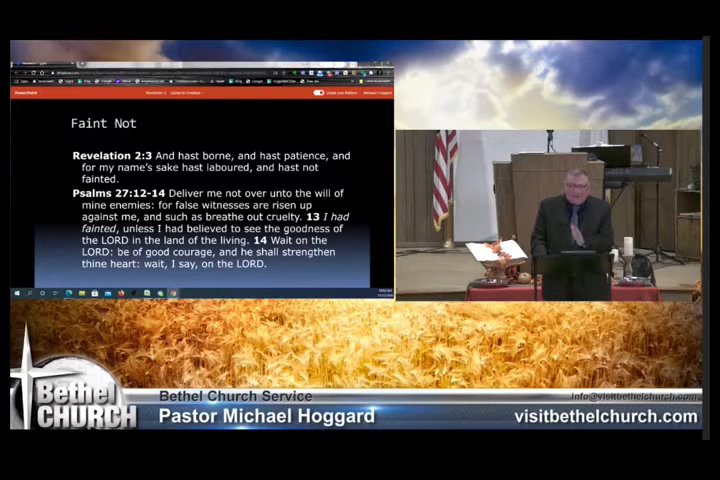 PowerPoint
Michael Hoggard
Faint Not
Revelation 2:3 And hast borne, and hast patience, and
for my name's sake hast laboured, and hast not
fainted.
Psalms 27:12-14 Deliver me not over unto the will of
mine enemies: for false witnesses are risen up
against me, and such as breathe out cruelty. 13 I had
fainted, unless I had believed to see the goodness of
the LORD in the land of the living. 14 Wait on the
LORD: be of good courage, and he shall strengthen
thine heart: wait, I say, on the LORD.
Bethel
CHURCH
Bethel Church Service
info@visitbethelchurch.com
Pastor Michael Hoggard
visitbethelchurch.com